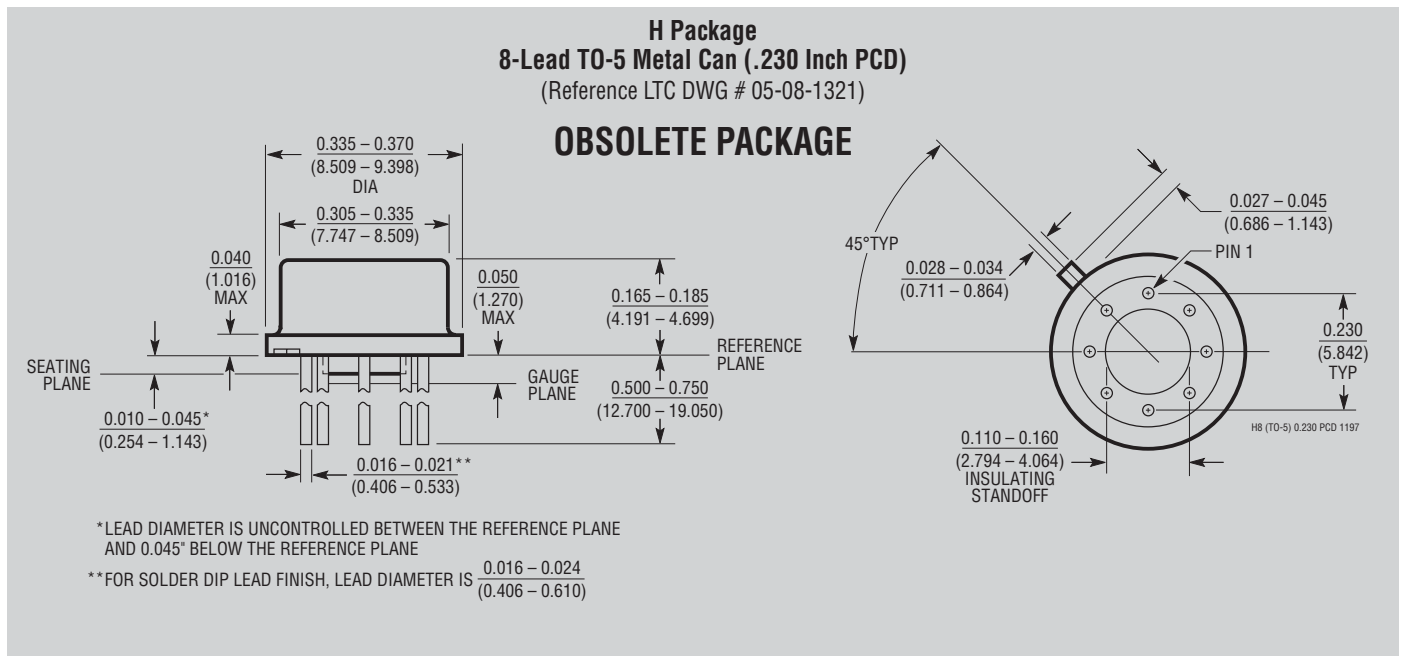 H Package
8-Lead TO-5 Metal Can (.230 Inch PCD)
(Reference LTC DWG # 05-08-1321)
OBSOLETE PACKAGE
0.335 – 0.370
(8.509 – 9.398)
DIA
0.305 – 0.335
(7.747 – 8.509)
0.040
(1.016)
MAX
0.050
(1.270)
MAX
0.165 – 0.185
(4.191 – 4.699)
REFERENCE
PLANE
SEATING
PLANE
GAUGE
PLANE
0.500 – 0.750
(12.700 – 19.050)
0.010 – 0.045*
(0.254 – 1.143)
0.016 – 0.021**
(0.406 – 0.533)
45°TYP
0.028 – 0.034
(0.711 – 0.864)
0.027 – 0.045
(0.686 – 1.143)
PIN 1
0.230
(5.842)
TYP
H8 (TO-5) 0.230 PCD 1197
0.110 – 0.160
(2.794 – 4.064)
INSULATING
STANDOFF
*LEAD DIAMETER IS UNCONTROLLED BETWEEN THE REFERENCE PLANE
AND 0.045" BELOW THE REFERENCE PLANE
**FOR SOLDER DIP LEAD FINISH, LEAD DIAMETER IS 0.016 – 0.024
(0.406 – 0.610)